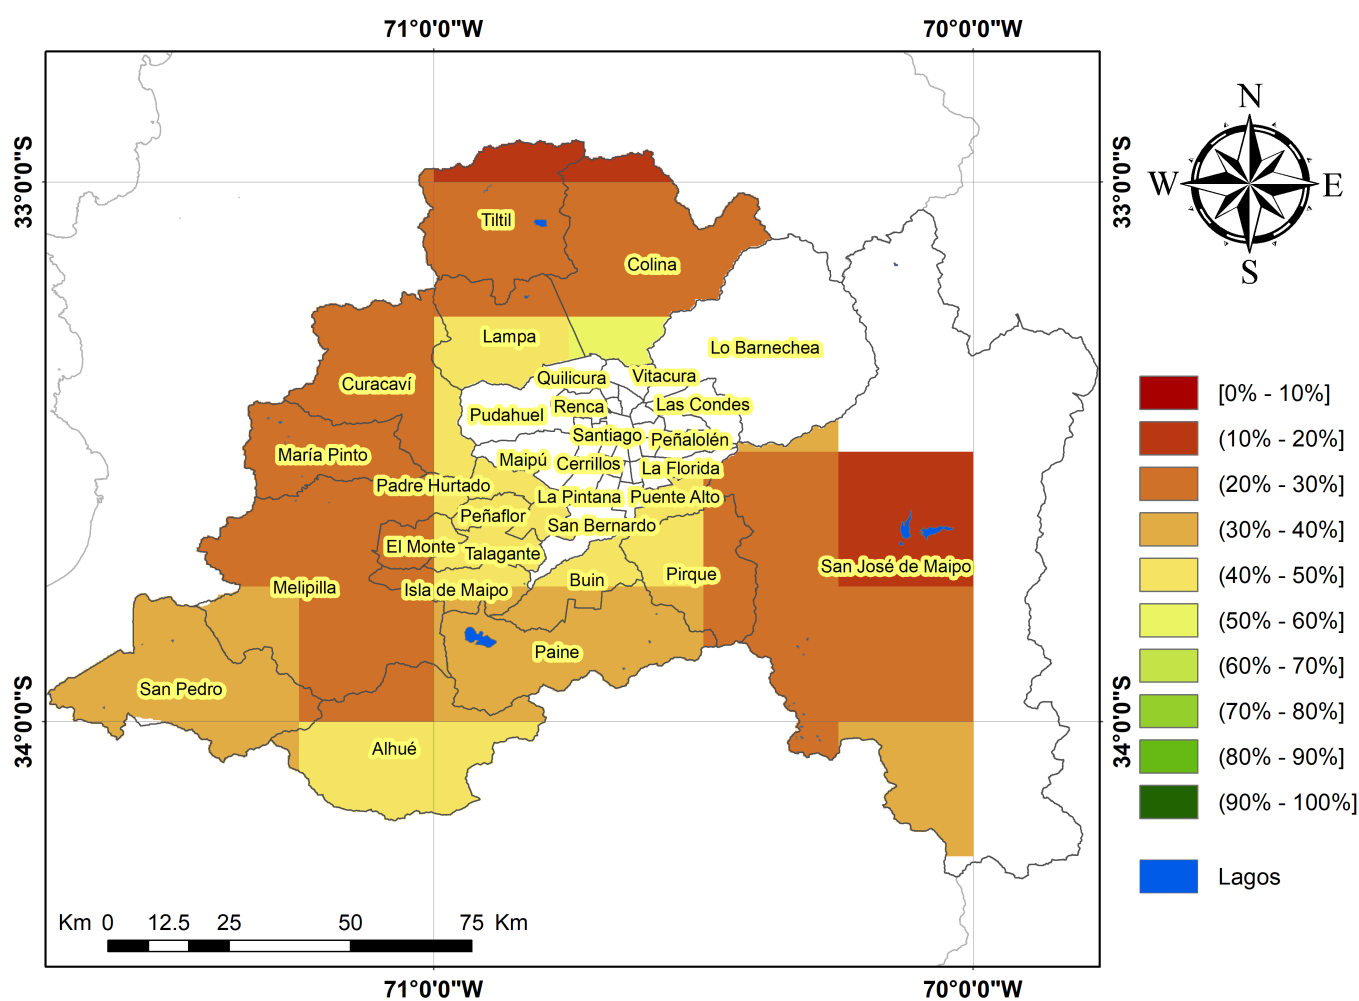 71°0'0"W
70°0'0"W
33°0'0"S
33°0'0"S
N
W
E
S
Tiltil
Colina
Lampa
Lo Barnechea
Curacaví
Quilicura
Vitacura
Pudahuel
Renca
Las Condes
Santiago
Peñalolén
María Pinto
Maipú
Cerrillos
La Florida
Padre Hurtado
La Pintana
Puente Alto
Peñaflor
San Bernardo
El Monte
Talagante
San José de Maipo
Melipilla
Isla de Maipo
Buin
Pirque
Paine
San Pedro
Alhué
34°0'0"S
34°0'0"S
[0% - 10%]
(10% - 20%]
(20% - 30%]
(30% - 40%]
(40% - 50%]
(50% - 60%]
(60% - 70%]
(70% - 80%]
(80% - 90%]
(90% - 100%]
Lagos
Km 0 12.5 25 50 75 Km
71°0'0"W
70°0'0"W